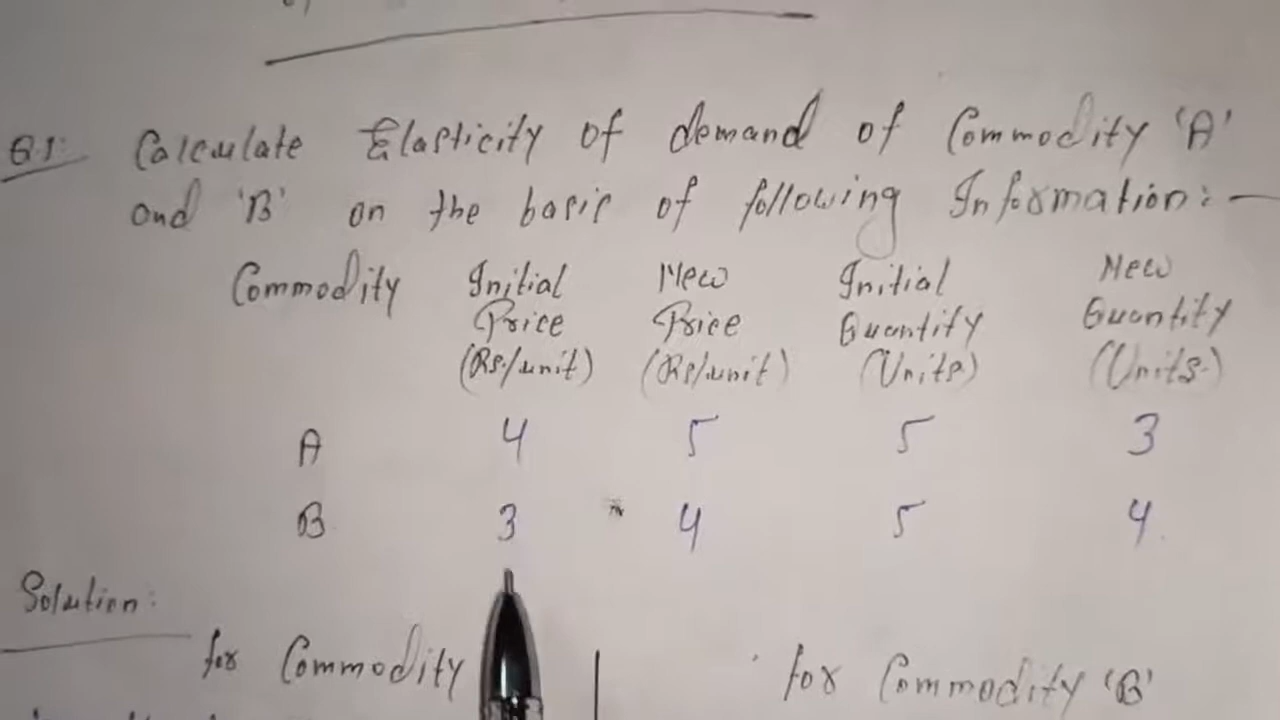 Q.1: Calculate Elasticity of demand of Commodity 'A'
and 'B' on the basis of following Information: —
Commodity Initial Price (Rs./unit) New Price (Rs/unit) Initial Quantity (Units) New Quantity (Units)
A 4 5 5 3
B 3 4 5 4
Solution:
for Commodity for Commodity 'B'